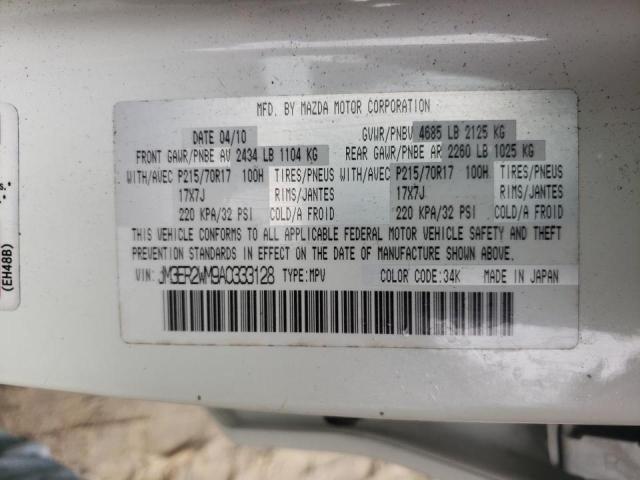 MFD. BY MAZDA MOTOR CORPORATION
DATE 04/10 GVWR/PNBV 4685 LB 2125 KG
FRONT GAWR/PNBE AV 2434 LB 1104 KG REAR GAWR/PNBE AR 2260 LB 1025 KG
WITH/AVEC P215/70R17 100H TIRES/PNEUS WITH/AVEC P215/70R17 100H TIRES/PNEUS
17X7J RIMS/JANTES 17X7J RIMS/JANTES
220 KPA/32 PSI COLD/A FROID 220 KPA/32 PSI COLD/A FROID
THIS VEHICLE CONFORMS TO ALL APPLICABLE FEDERAL MOTOR VEHICLE SAFETY AND THEFT
PREVENTION STANDARDS IN EFFECT ON THE DATE OF MANUFACTURE SHOWN ABOVE.
VIN: JM3ER2WM9A0333128 TYPE:MPV COLOR CODE:34K MADE IN JAPAN
(EH48B)